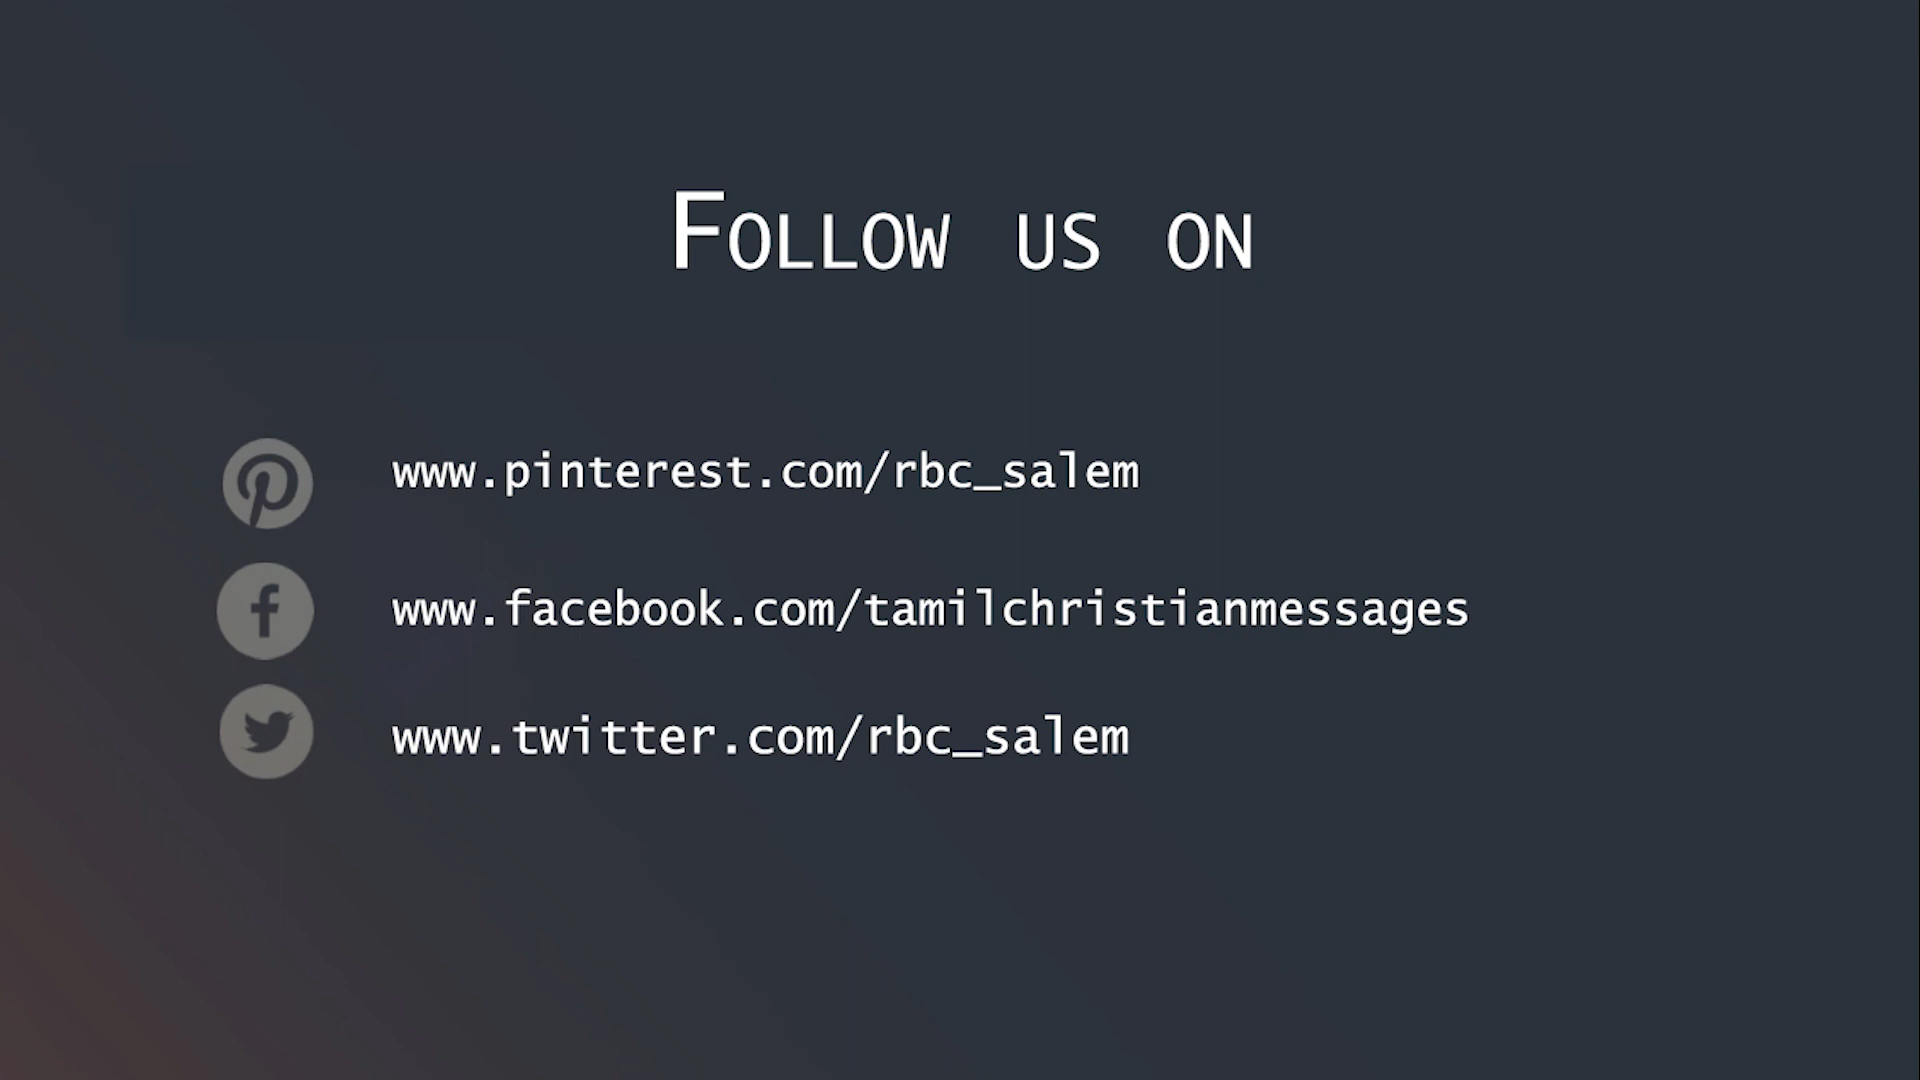 Follow us on
www.pinterest.com/rbc_salem
www.facebook.com/tamilchristianmessages
www.twitter.com/rbc_salem